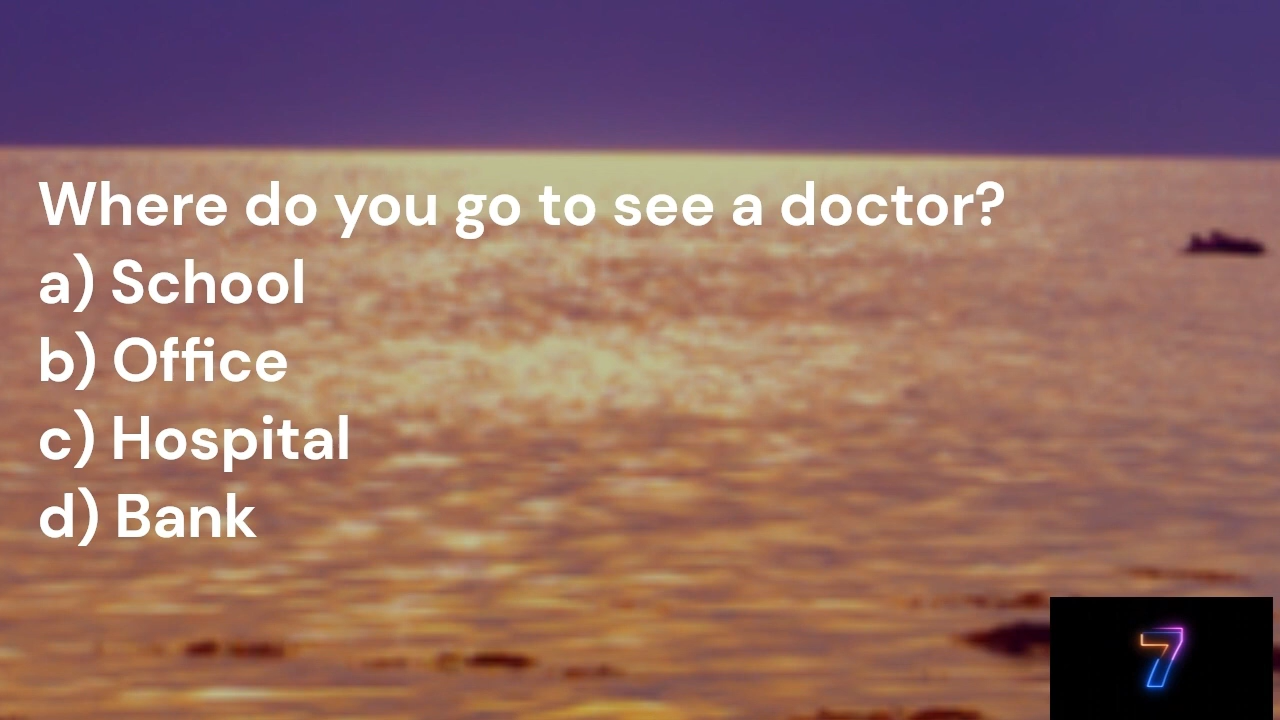 Where do you go to see a doctor?
a) School
b) Office
c) Hospital
d) Bank
7